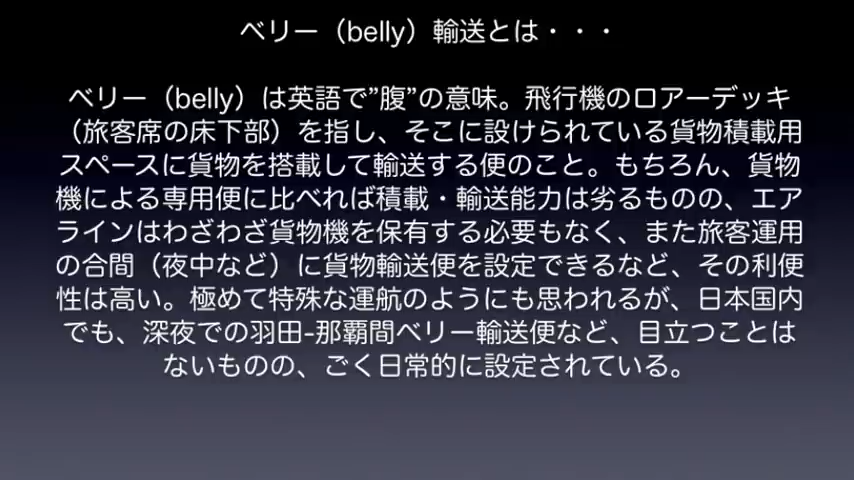 ベリー（belly）輸送とは・・・
ベリー（belly）は英語で”腹”の意味。飛行機のロアーデッキ
（旅客席の床下部）を指し、そこに設けられている貨物積載用
スペースに貨物を搭載して輸送する便のこと。もちろん、貨物
機による専用便に比べれば積載・輸送能力は劣るものの、エア
ラインはわざわざ貨物機を保有する必要もなく、また旅客運用
の合間（夜中など）に貨物輸送便を設定できるなど、その利便
性は高い。極めて特殊な運航のようにも思われるが、日本国内
でも、深夜での羽田-那覇間ベリー輸送便など、目立つことは
ないものの、ごく日常的に設定されている。